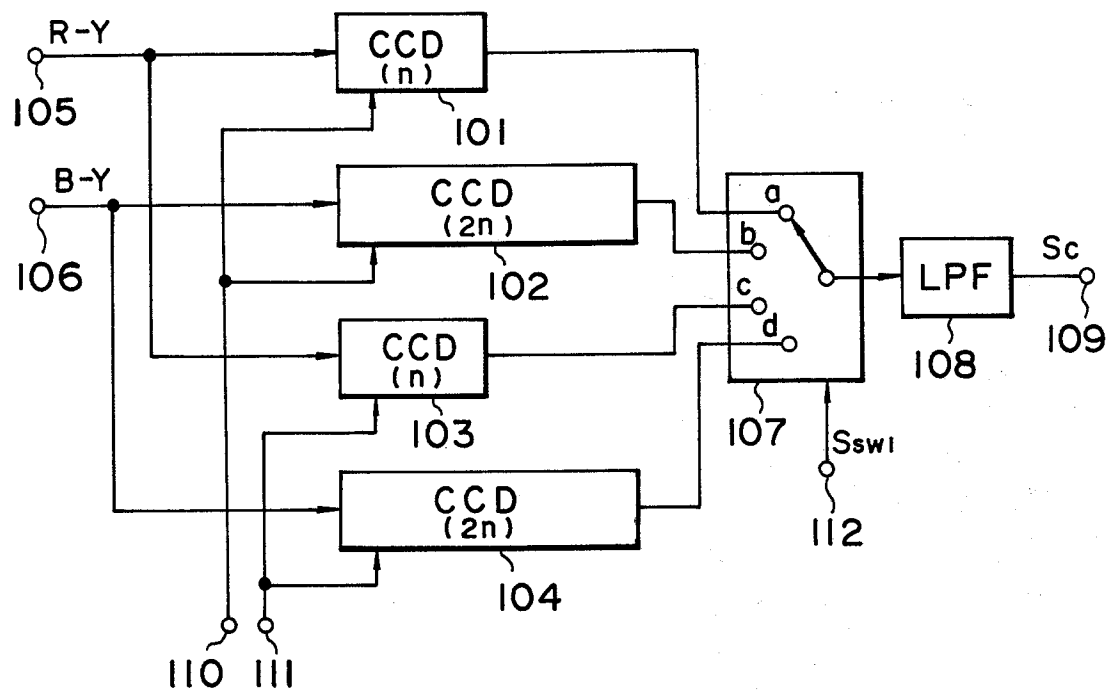 R-Y
CCD
(n)
105
101
B-Y
CCD
(2n)
a
106
102
b
LPF
Sc
c
CCD
(n)
d
108
109
103
107
CCD
(2n)
Sswi
112
104
110
111